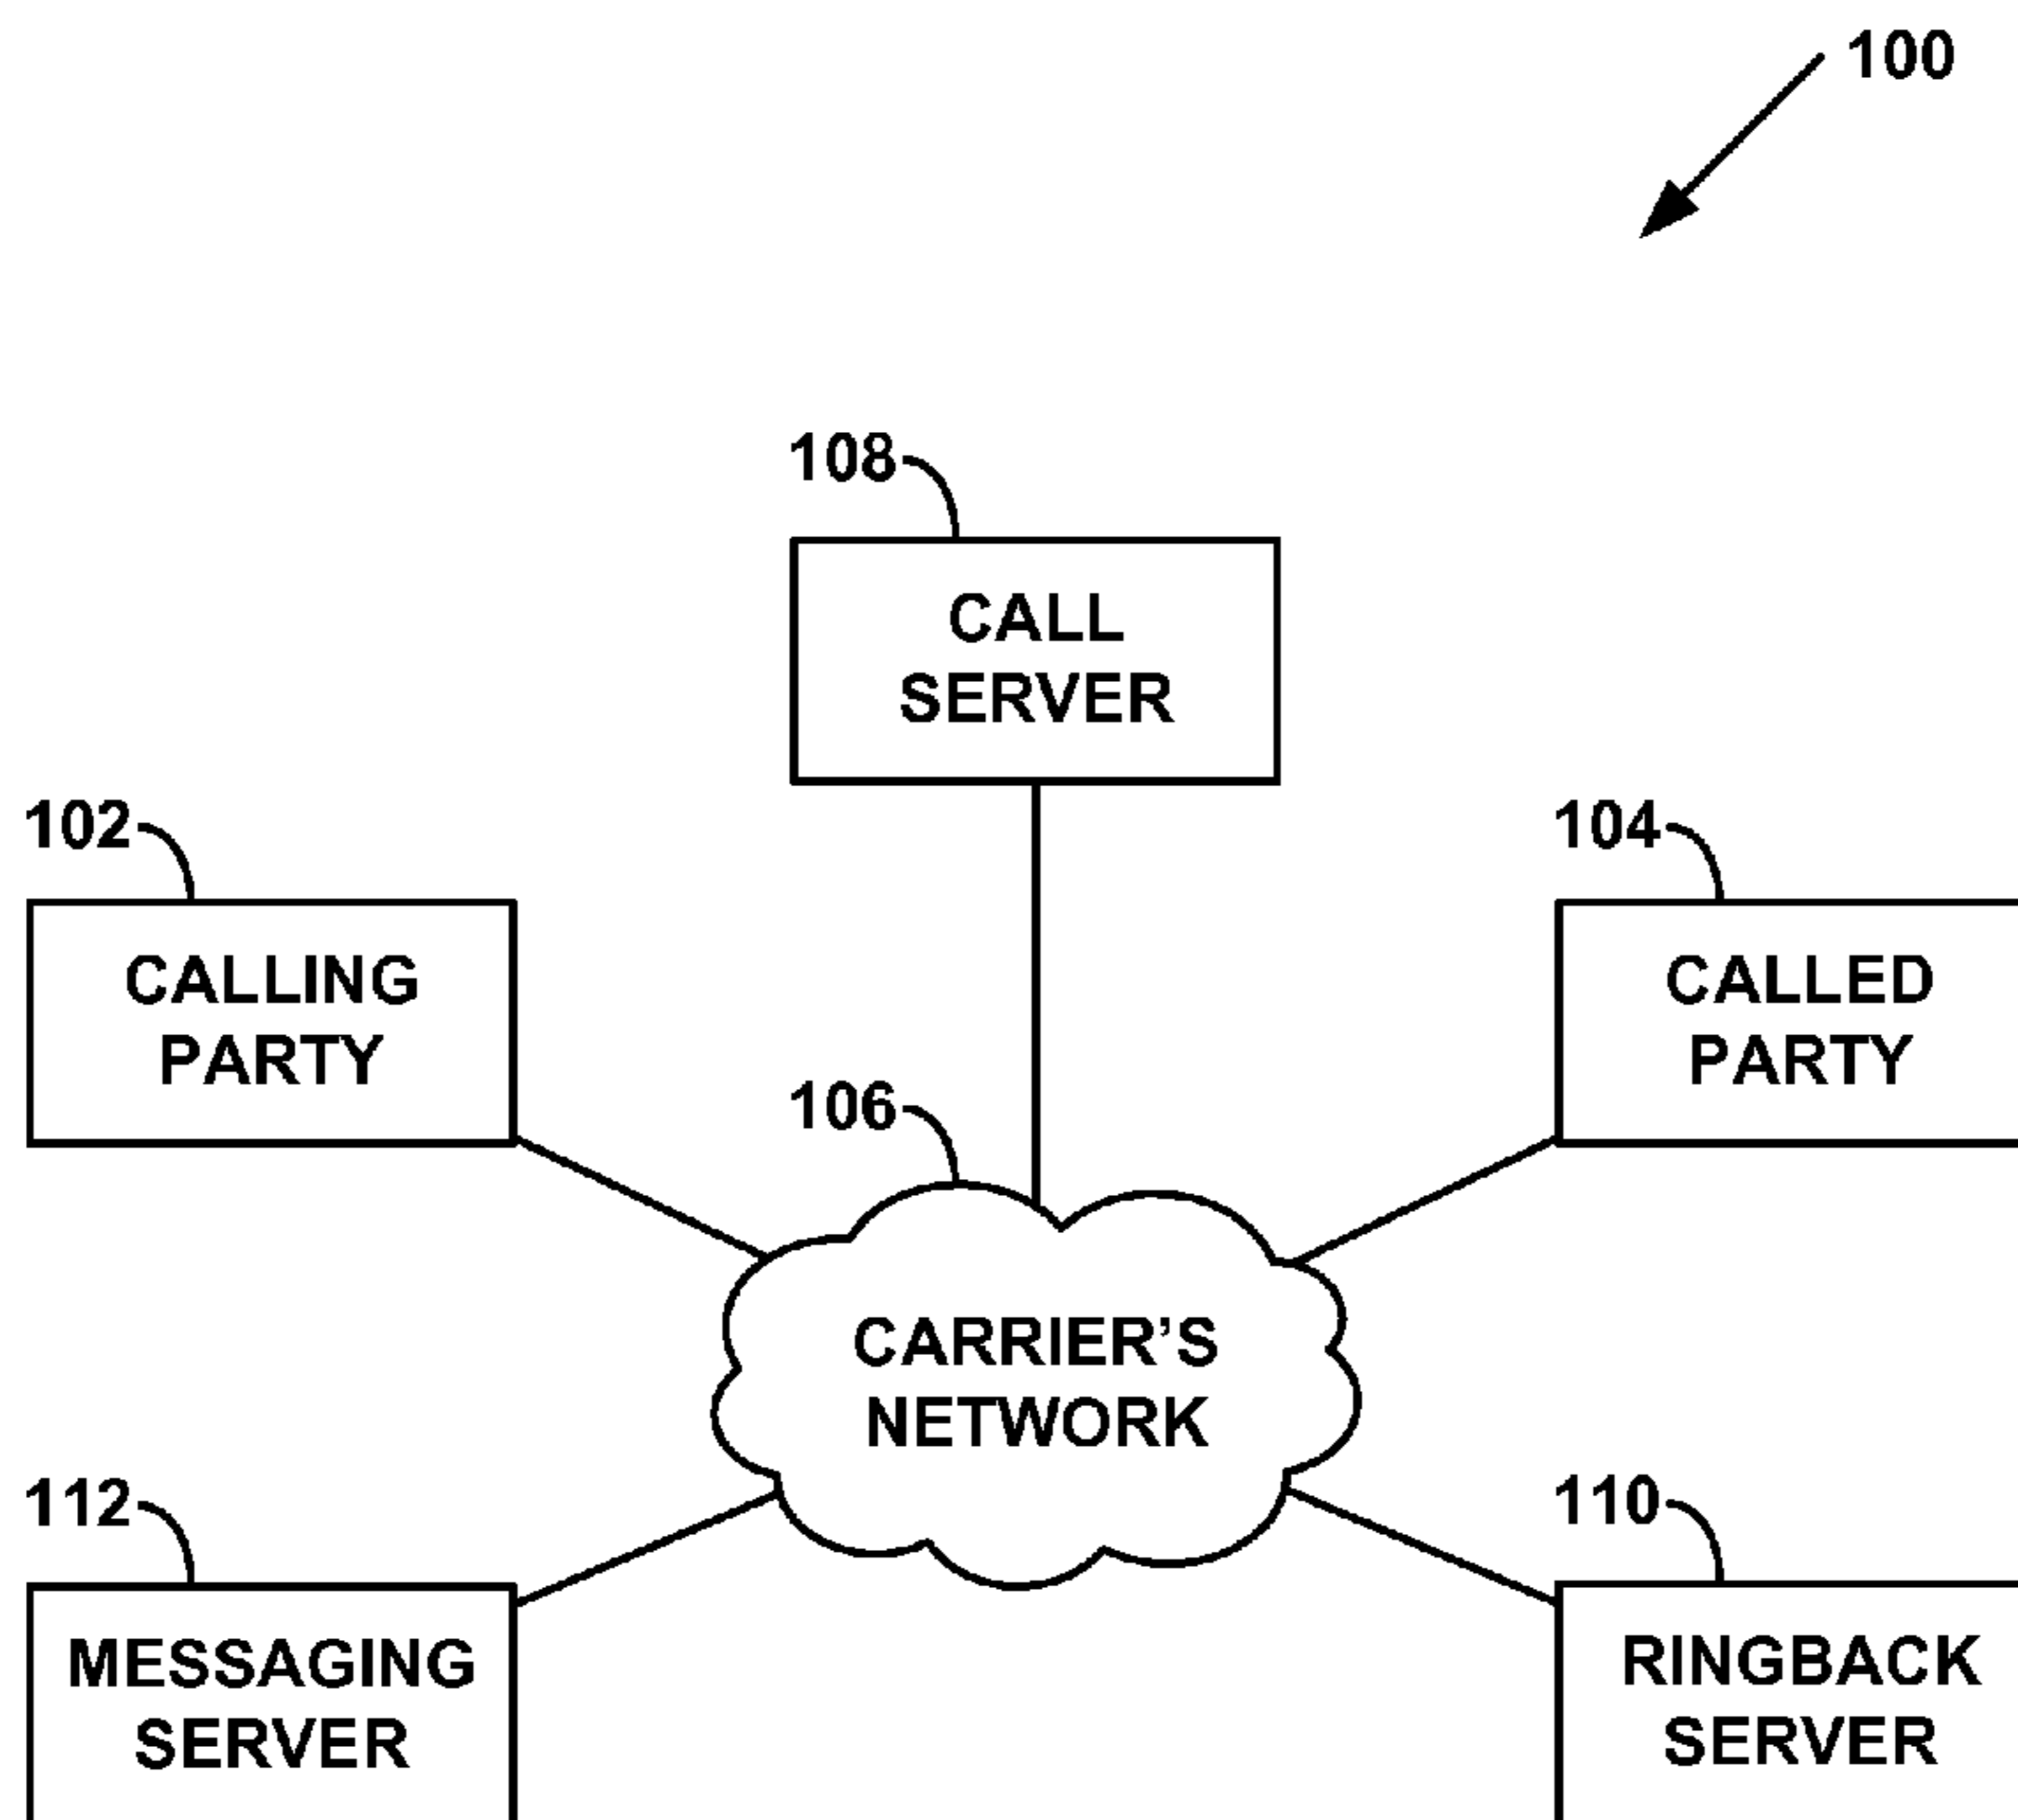 100
108
CALL
SERVER
102
CALLING
PARTY
104
CALLED
PARTY
106
CARRIER’S
NETWORK
112
MESSAGING
SERVER
110
RINGBACK
SERVER